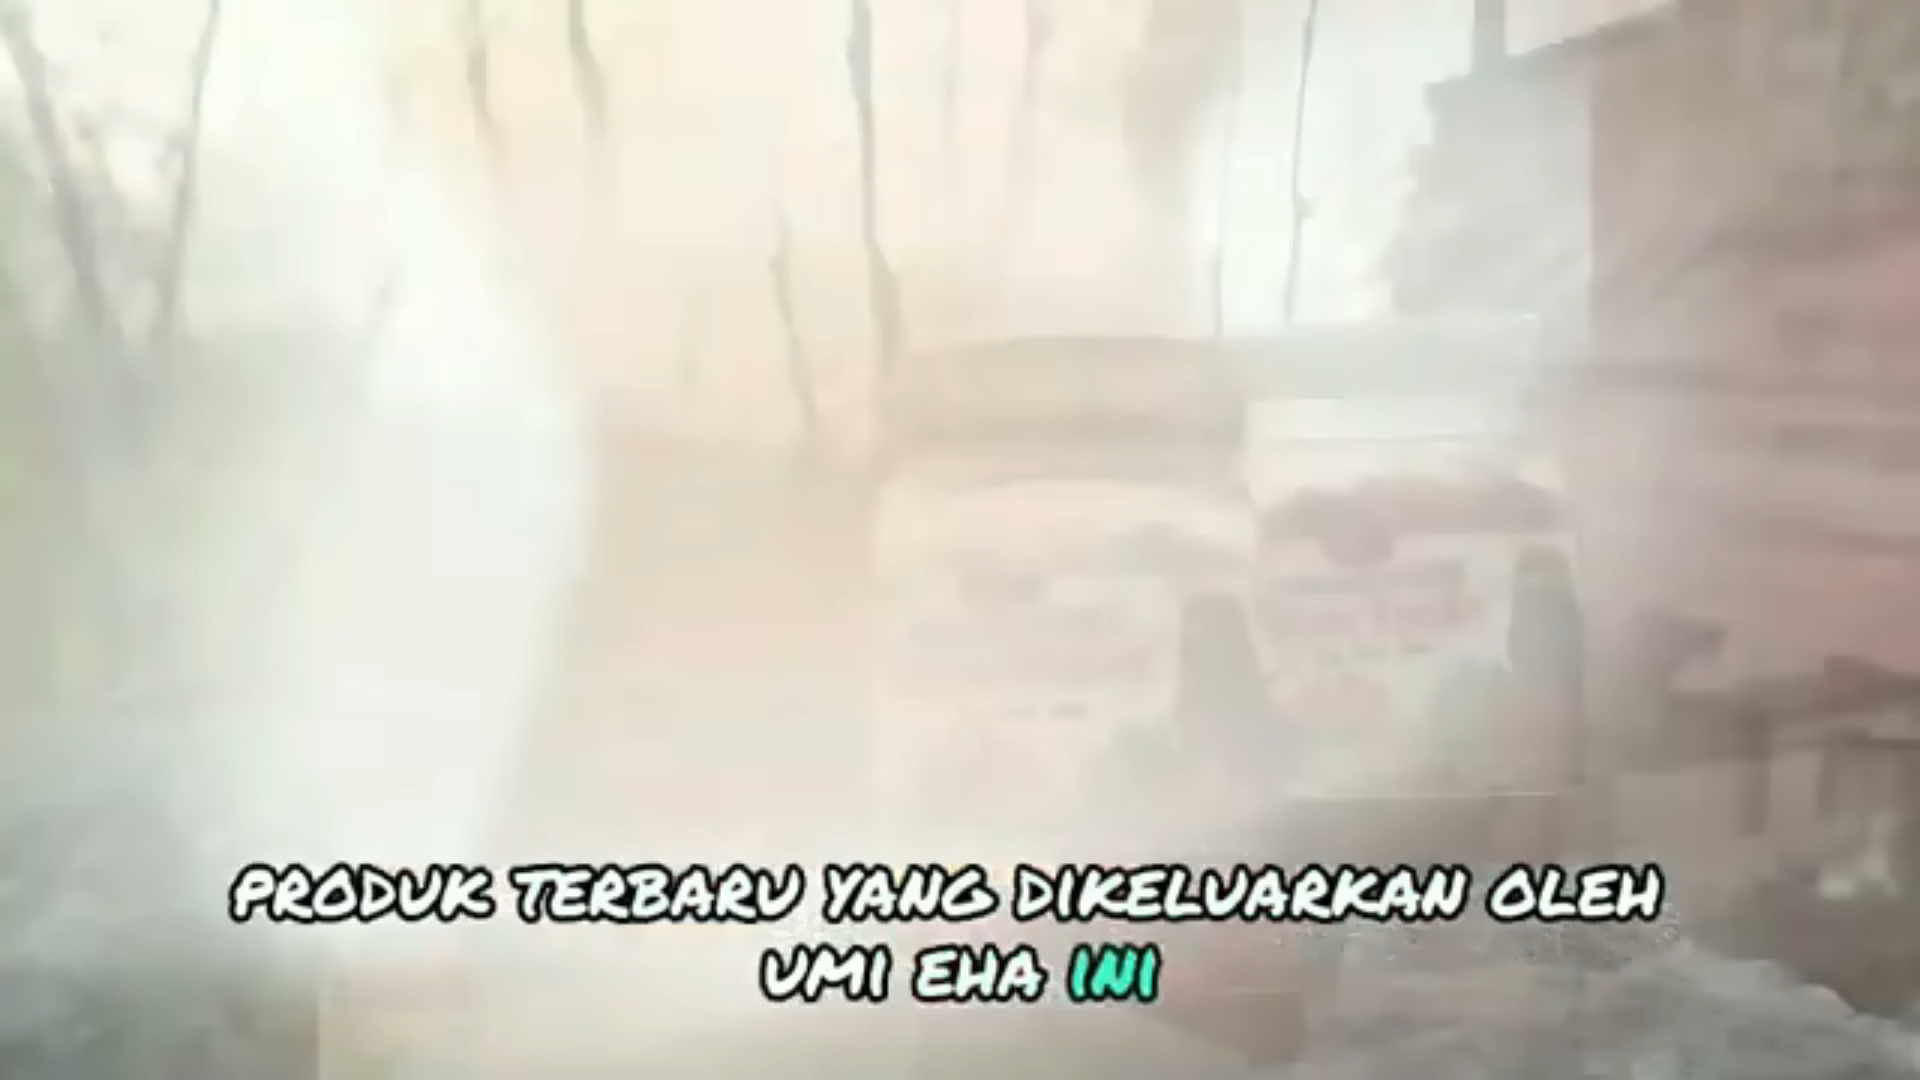 PRODUK TERBARU YANG DIKELUARKAN OLEH
UMI EHA INI